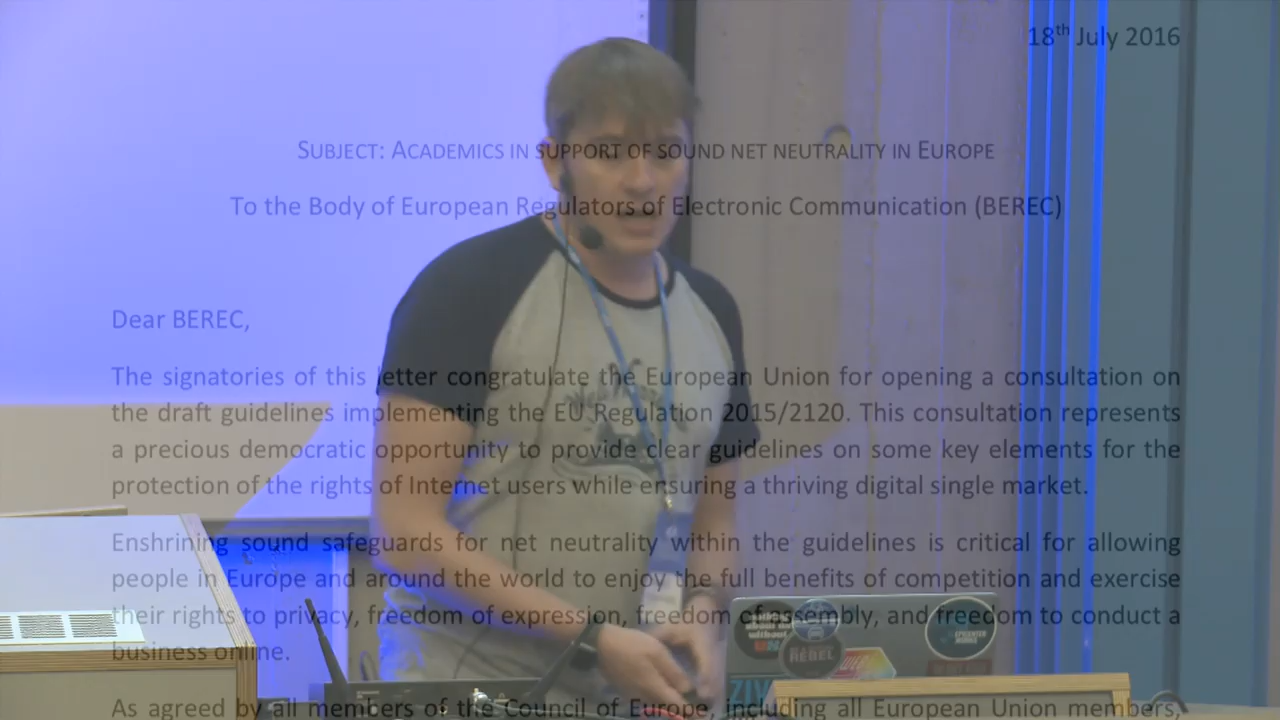 18th July 2016
SUBJECT: ACADEMICS IN SUPPORT OF SOUND NET NEUTRALITY IN EUROPE
To the Body of European Regulators of Electronic Communication (BEREC)
Dear BEREC,
The signatories of this letter congratulate the European Union for opening a consultation on
the draft guidelines implementing the EU Regulation 2015/2120. This consultation represents
a precious democratic opportunity to provide clear guidelines on some key elements for the
protection of the rights of Internet users while ensuring a thriving digital single market.
Enshrining sound safeguards for net neutrality within the guidelines is critical for allowing
people in Europe and around the world to enjoy the full benefits of competition and exercise
their rights to privacy, freedom of expression, freedom of assembly, and freedom to conduct a
business online.
As agreed by all members of the Council of Europe, including all European Union members,
without
REBEL
EPICENTER
WORKS